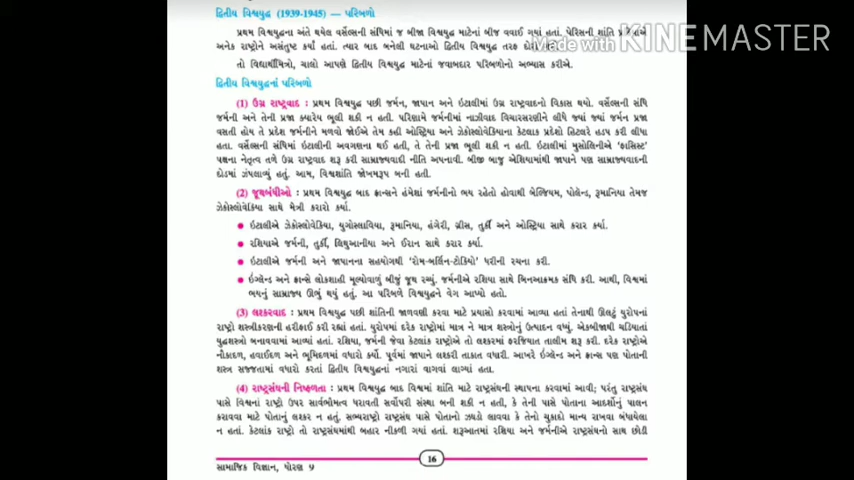 દ્વિતીય વિશ્વયુદ્ધ (1939-1945) — પરિબળો
પ્રથમ વિશ્વયુદ્ધના અંતે થયેલ વર્સેલ્સની સંધિમાં જ બીજા વિશ્વયુદ્ધ માટેનાં બીજ વવાઈ ગયાં હતાં. પેરિસની શાંતિ
અનેક રાષ્ટ્રોને અસંતુષ્ટ કર્યાં હતાં. ત્યાર બાદ બનેલી ઘટનાઓ દ્વિતીય વિશ્વયુદ્ધ તરફ
Made with KINEMASTER
તો વિદ્યાર્થીમિત્રો, ચાલો આપણે દ્વિતીય વિશ્વયુદ્ધ માટેનાં જવાબદાર પરિબળોનો અભ્યાસ કરીએ.
દ્વિતીય વિશ્વયુદ્ધનાં પરિબળો
(1) ઉગ્ર રાષ્ટ્રવાદ : પ્રથમ વિશ્વયુદ્ધ પછી જર્મન, જાપાન અને ઇટાલીમાં ઉગ્ર રાષ્ટ્રવાદનો વિકાસ થયો. વર્સેલ્સની સંધિ
જર્મની અને તેની પ્રજા ક્યારેય ભૂલી શકી ન હતી. પરિણામે જર્મનીમાં નાઝીવાદ વિચારસરણીને લીધે જ્યાં જ્યાં જર્મન પ્રજા
વસતી હોય તે પ્રદેશ જર્મનીને મળવો જોઈએ તેમ કહી ઓસ્ટ્રિયા અને ઝેકોસ્લોવેકિયાના કેટલાક પ્રદેશો હિટલરે હડપ કરી લીધા
હતા. વર્સેલ્સની સંધિમાં ઇટાલીની અવગણના થઈ હતી, તે તેની પ્રજા ભૂલી શકી ન હતી. ઇટાલીમાં મુસોલિનીએ 'ફાસિસ્ટ'
પક્ષના નેતૃત્વ તળે ઉગ્ર રાષ્ટ્રવાદ શરૂ કરી સામ્રાજ્યવાદી નીતિ અપનાવી. બીજી બાજુ એશિયામાંથી જાપાને પણ સામ્રાજ્યવાદની
દોડમાં ઝંપલાવ્યું હતું. આમ, વિશ્વશાંતિ જોખમરૂપ બની હતી.
(2) જૂથબંધીઓ : પ્રથમ વિશ્વયુદ્ધ બાદ ફ્રાન્સને હંમેશાં જર્મનીનો ભય રહેતો હોવાથી બેલ્જિયમ, પોલેન્ડ, રૂમાનિયા તેમજ
ઝેકોસ્લોવેકિયા સાથે મૈત્રી કરારો કર્યા.
● ઇટાલીએ ઝેકોસ્લોવેકિયા, યુગોસ્લાવિયા, રૂમાનિયા, હંગેરી, ગ્રીસ, તુર્કી અને ઓસ્ટ્રિયા સાથે કરાર કર્યા.
● રશિયાએ જર્મની, તુર્કી, લિથુઆનીયા અને ઈરાન સાથે કરાર કર્યા.
● ઇટાલીએ જર્મની અને જાપાનના સહયોગથી 'રોમ-બર્લિન-ટોકિયો' ધરીની રચના કરી.
● ઇંગ્લેન્ડ અને ફ્રાન્સે લોકશાહી મૂલ્યોવાળું બીજું જૂથ રચ્યું. જર્મનીએ રશિયા સાથે બિનઆક્રમક સંધિ કરી. આથી, વિશ્વમાં
ભયનું સામ્રાજ્ય ઊભું થયું હતું. આ પરિબળે વિશ્વયુદ્ધને વેગ આપ્યો હતો.
(3) લશ્કરવાદ : પ્રથમ વિશ્વયુદ્ધ પછી શાંતિની જાળવણી કરવા માટે પ્રયાસો કરવામાં આવ્યા હતાં તેનાથી ઊલટું યુરોપનાં
રાષ્ટ્રો શસ્ત્રીકરણની હરીફાઈ કરી રહ્યાં હતાં. યુરોપમાં દરેક રાષ્ટ્રોમાં માત્ર ને માત્ર શસ્ત્રોનું ઉત્પાદન વધ્યું. એકબીજાથી ચઢિયાતાં
યુદ્ધશસ્ત્રો બનાવવામાં આવ્યાં હતાં. રશિયા, જર્મની જેવા કેટલાંક રાષ્ટ્રોએ તો લશ્કરમાં ફરજિયાત તાલીમ શરૂ કરી. દરેક રાષ્ટ્રોએ
નૌકાદળ, હવાઈદળ અને ભૂમિદળમાં વધારો કર્યો. પૂર્વમાં જાપાને લશ્કરી તાકાત વધારી. આખરે ઇંગ્લૅન્ડ અને ફ્રાન્સ પણ પોતાની
શસ્ત્ર સજ્જતામાં વધારો કરતાં દ્વિતીય વિશ્વયુદ્ધનાં નગારાં વાગવાં લાગ્યાં હતા.
(4) રાષ્ટ્રસંઘની નિષ્ફળતા : પ્રથમ વિશ્વયુદ્ધ બાદ વિશ્વમાં શાંતિ માટે રાષ્ટ્રસંઘની સ્થાપના કરવામાં આવી; પરંતુ રાષ્ટ્રસંઘ
પાસે વિશ્વનાં રાષ્ટ્રો ઉપર સાર્વભૌમત્વ ધરાવતી સર્વોપરી સંસ્થા બની શકી ન હતી, કે તેની પાસે પોતાના આદર્શોનું પાલન
કરાવવા માટે પોતાનું લશ્કર ન હતું. સભ્યરાષ્ટ્રો રાષ્ટ્રસંઘ પાસે પોતાનો ઝઘડો લાવવા કે તેનો ચુકાદો માન્ય રાખવા બંધાયેલા
ન હતાં. કેટલાંક રાષ્ટ્રો તો રાષ્ટ્રસંઘમાંથી બહાર નીકળી ગયાં હતાં. શરૂઆતમાં રશિયા અને જર્મનીએ રાષ્ટ્રસંઘનો સાથ છોડી
16
સામાજિક વિજ્ઞાન, ધોરણ 9